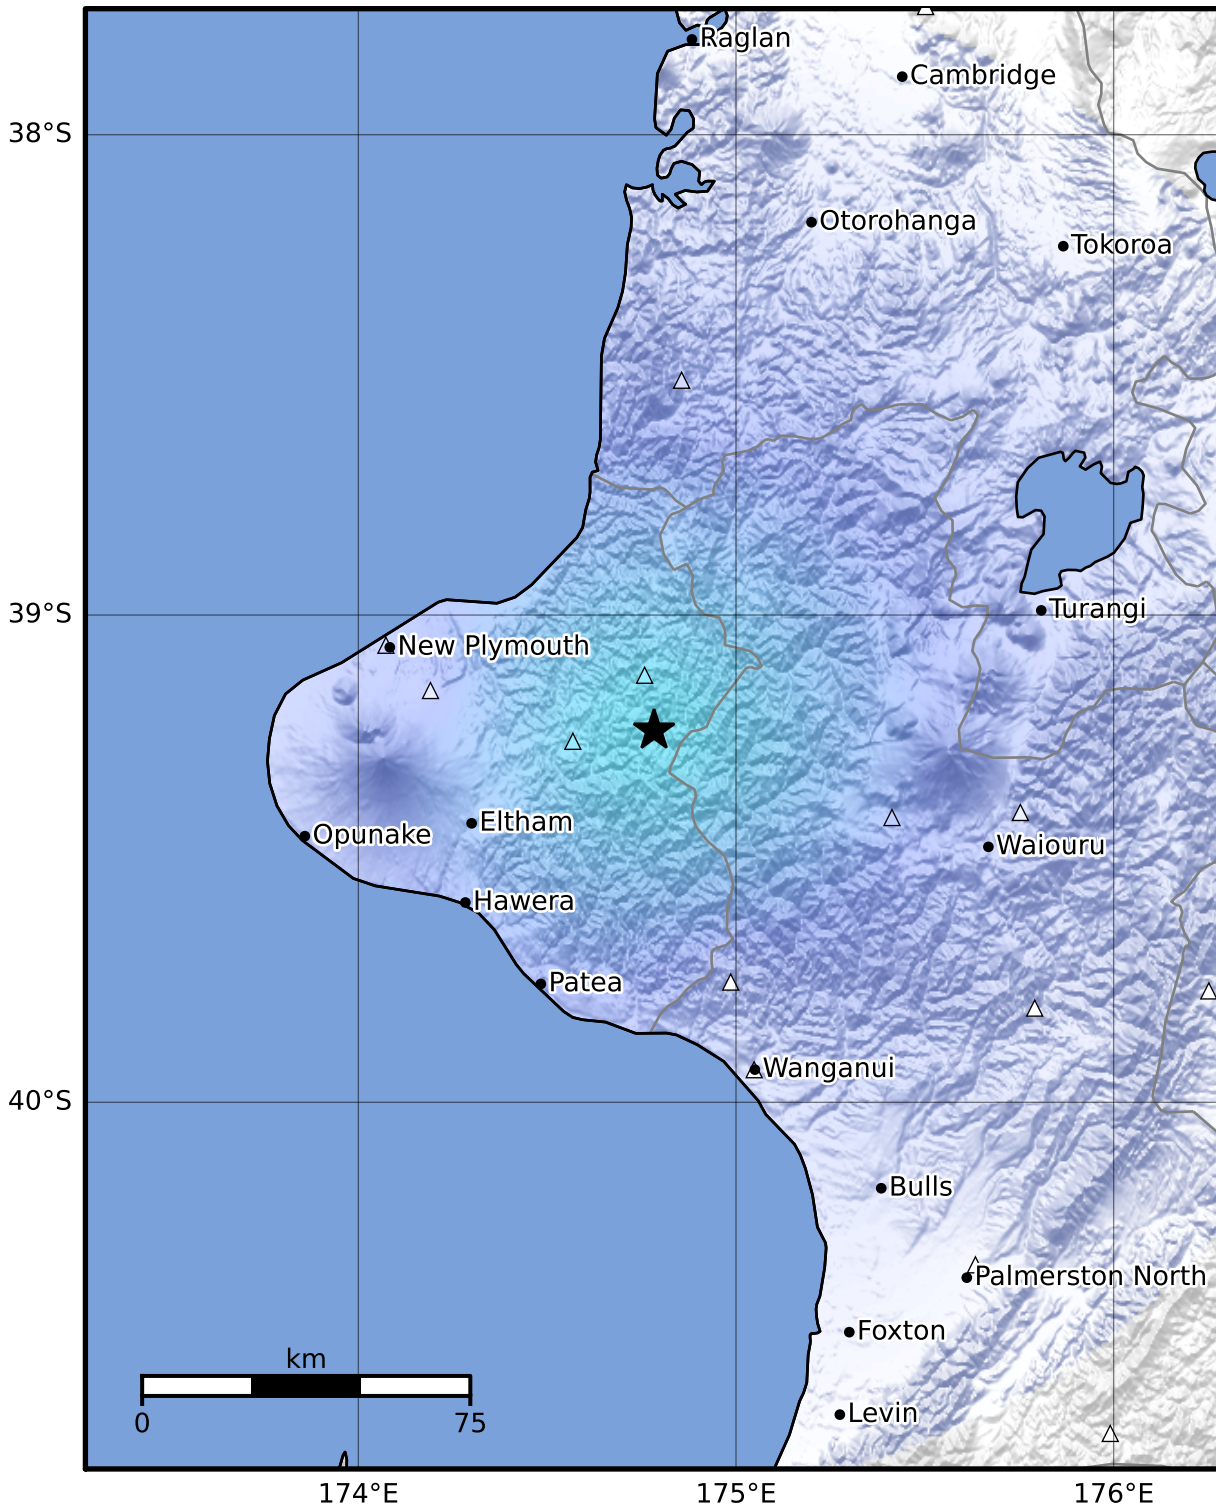 Raglan
Cambridge
38°S
Otorohanga
Tokoroa
39°S
Turangi
New Plymouth
Eltham
Opunake
Waiouru
Hawera
Patea
Wanganui
40°S
Bulls
Palmerston North
Foxton
km
Levin
0 75
174°E 175°E 176°E